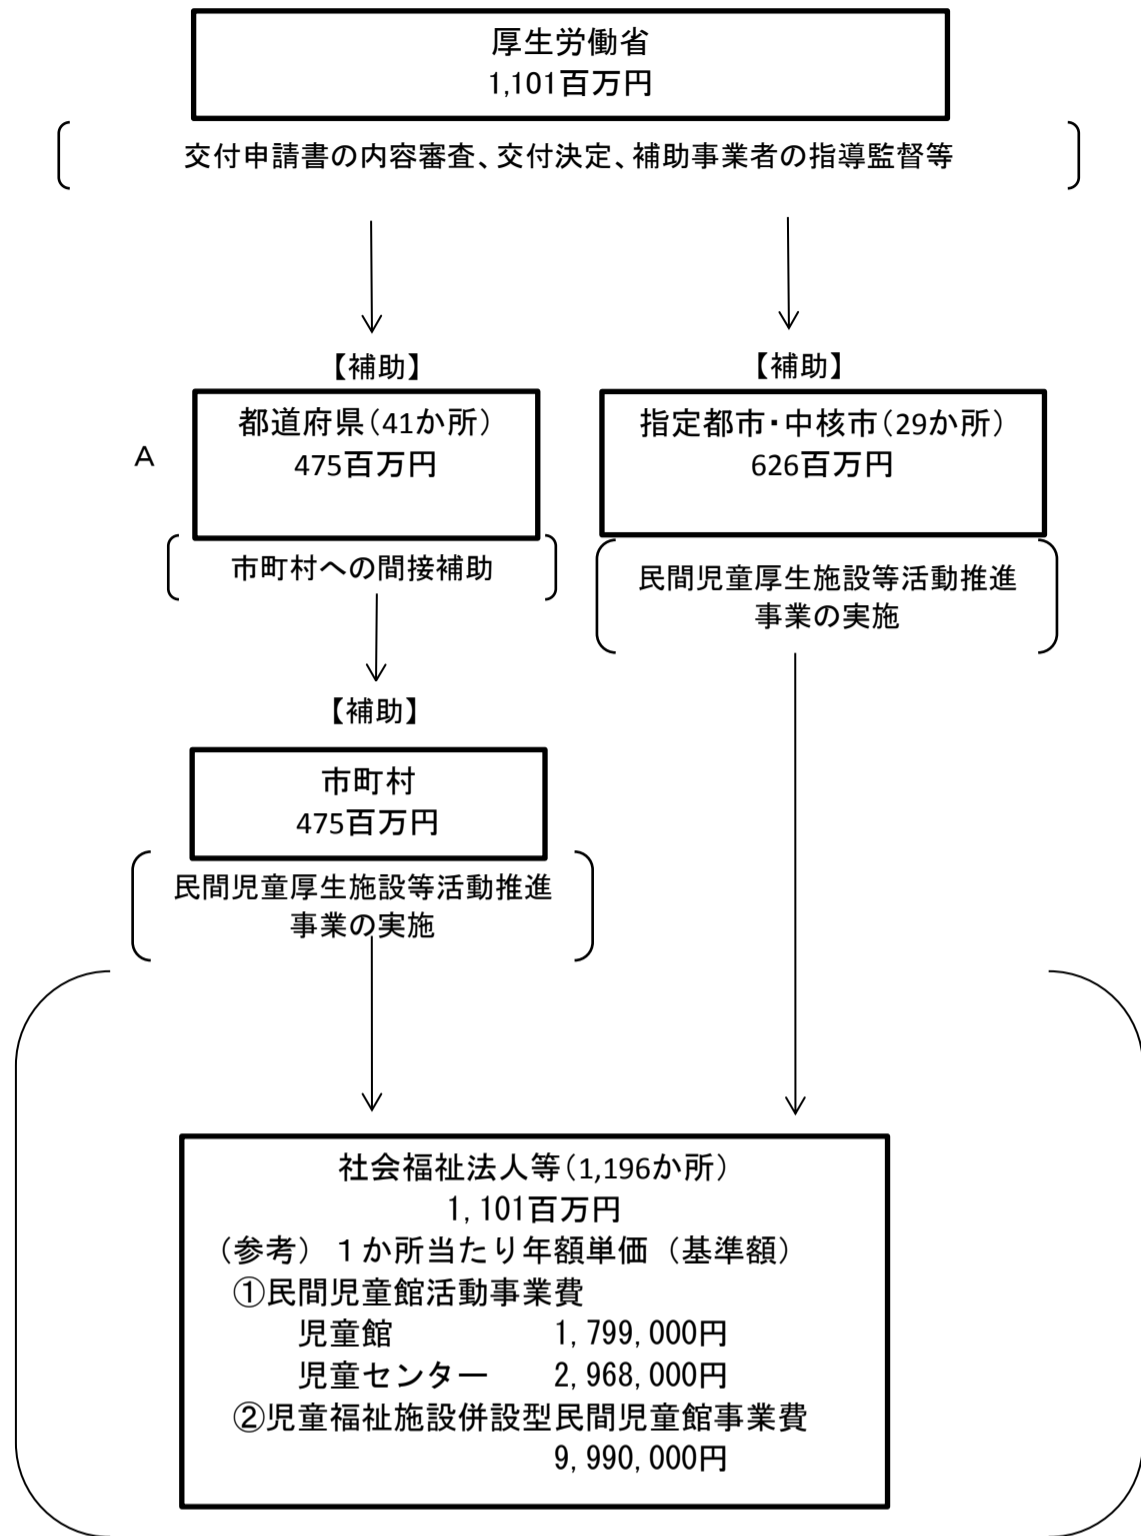 厚生労働省
1,101百万円
交付申請書の内容審査、交付決定、補助事業者の指導監督等
【補助】
【補助】
A
都道府県(41か所)
475百万円
指定都市・中核市(29か所)
626百万円
市町村への間接補助
民間児童厚生施設等活動推進
事業の実施
【補助】
市町村
475百万円
民間児童厚生施設等活動推進
事業の実施
社会福祉法人等(1,196か所)
1,101百万円
(参考) 1か所当たり年額単価 (基準額)
①民間児童館活動事業費
児童館 1,799,000円
児童センター 2,968,000円
②児童福祉施設併設型民間児童館事業費
9,990,000円